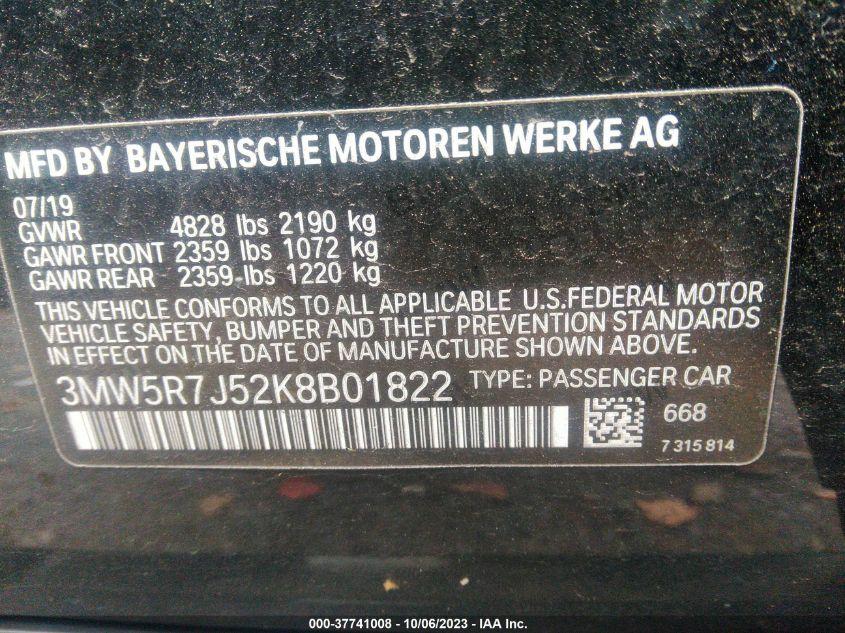 MFD BY BAYERISCHE MOTOREN WERKE AG
07/19
GVWR 4828 lbs 2190 kg
GAWR FRONT 2359 lbs 1072 kg
GAWR REAR 2359-lbs 1220 kg
THIS VEHICLE CONFORMS TO ALL APPLICABLE U.S.FEDERAL MOTOR
VEHICLE SAFETY, BUMPER AND THEFT PREVENTION STANDARDS
IN EFFECT ON THE DATE OF MANUFACTURE SHOWN ABOVE.
3MW5R7J52K8B01822 TYPE: PASSENGER CAR
668
7 315 814
000-37741008 - 10/06/2023 - IAA Inc.